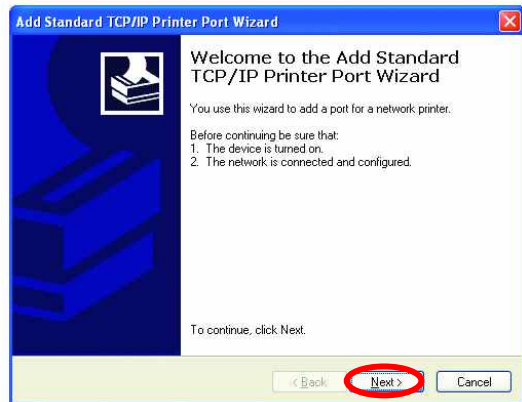 Add Standard TCP/IP Printer Port Wizard
Welcome to the Add Standard
TCP/IP Printer Port Wizard
You use this wizard to add a port for a network printer.
Before continuing be sure that:
1. The device is turned on.
2. The network is connected and configured.
To continue, click Next.
< Back Next > Cancel